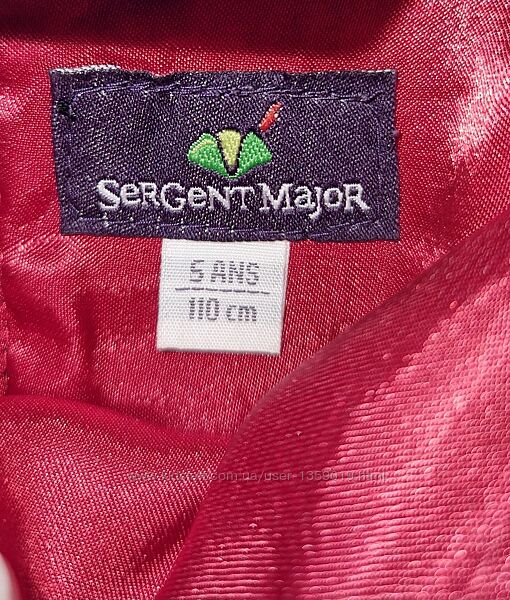 SERGENT MAJOR
5 ANS
110 cm